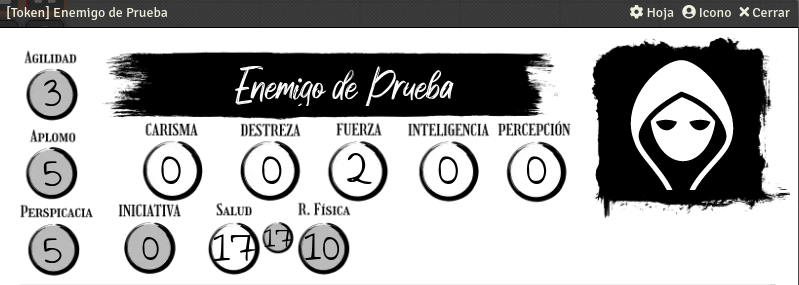 [Token] Enemigo de Prueba Hoja Icono Cerrar
Enemigo de Prueba
AGILIDAD
3
APLOMO
5
PERSPICACIA
5
CARISMA DESTREZA FUERZA INTELIGENCIA PERCEPCIÓN
0 0 2 0 0
INICIATIVA SALUD R. FÍSICA
0 17 17 10